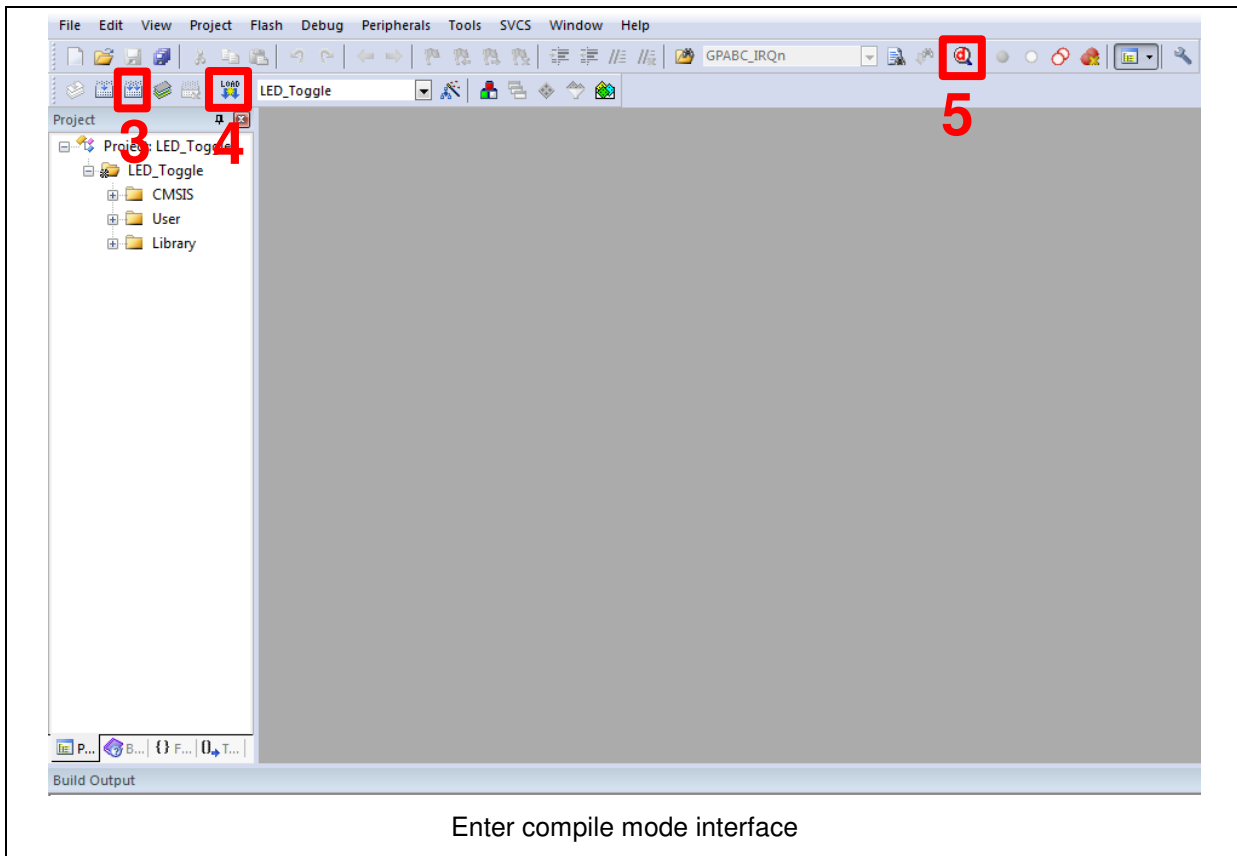 File Edit View Project Flash Debug Peripherals Tools SVCS Window Help
GPABC_IRQn
LOAD LED_Toggle
3 4 5
Project
Project: LED_Toggle
LED_Toggle
CMSIS
User
Library
P... B... {} F... 0 T...
Build Output
Enter compile mode interface